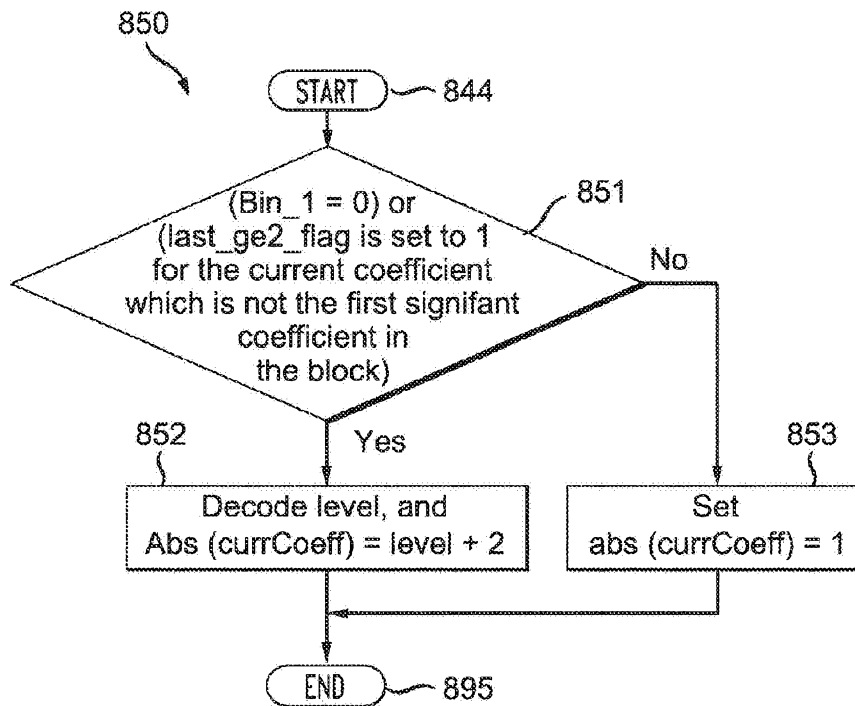 850
START
844
851
(Bin_1 = 0) or
(last_ge2_flag is set to 1
for the current coefficient
which is not the first signifant
coefficient in
the block)
No
Yes
852
853
Decode level, and
Abs (currCoeff) = level + 2
Set
abs (currCoeff) = 1
END
895